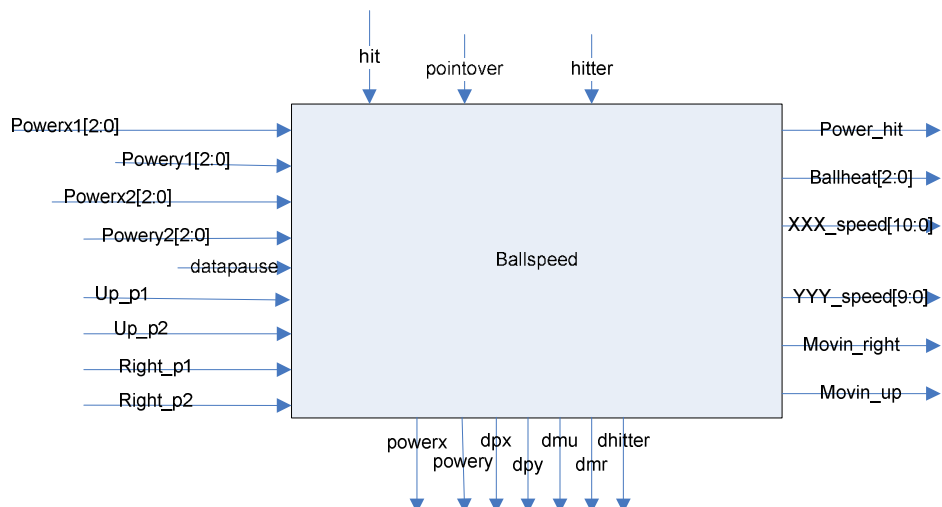 hit
pointover
hitter
Powerx1[2:0]
Powery1[2:0]
Powerx2[2:0]
Powery2[2:0]
datapause
Up_p1
Up_p2
Right_p1
Right_p2
Ballspeed
Power_hit
Ballheat[2:0]
XXX_speed[10:0]
YYY_speed[9:0]
Movin_right
Movin_up
powerx
powery
dpx
dpy
dmu
dmr
dhitter